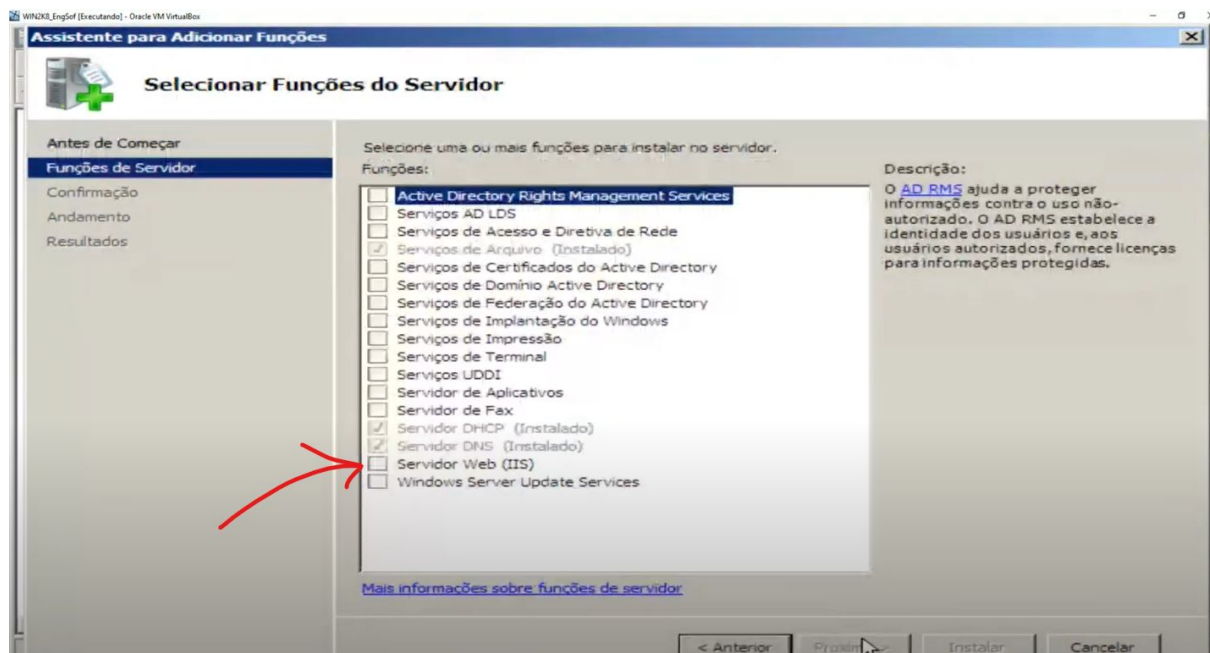 WIN2K8_EngSof [Executando] - Oracle VM VirtualBox
Assistente para Adicionar Funções
Selecionar Funções do Servidor
Antes de Começar
Funções de Servidor
Confirmação
Andamento
Resultados
Selecione uma ou mais funções para instalar no servidor.
Funções:
Active Directory Rights Management Services
Serviços AD LDS
Serviços de Acesso e Diretiva de Rede
Serviços de Arquivo (Instalado)
Serviços de Certificados do Active Directory
Serviços de Domínio Active Directory
Serviços de Federação do Active Directory
Serviços de Implantação do Windows
Serviços de Impressão
Serviços de Terminal
Serviços UDDI
Servidor de Aplicativos
Servidor de Fax
Servidor DHCP (Instalado)
Servidor DNS (Instalado)
Servidor Web (IIS)
Windows Server Update Services
Mais informações sobre funções de servidor
Descrição:
O AD RMS ajuda a proteger
informações contra o uso não-
autorizado. O AD RMS estabelece a
identidade dos usuários e, aos
usuários autorizados, fornece licenças
para informações protegidas.
< Anterior
Instalar
Cancelar